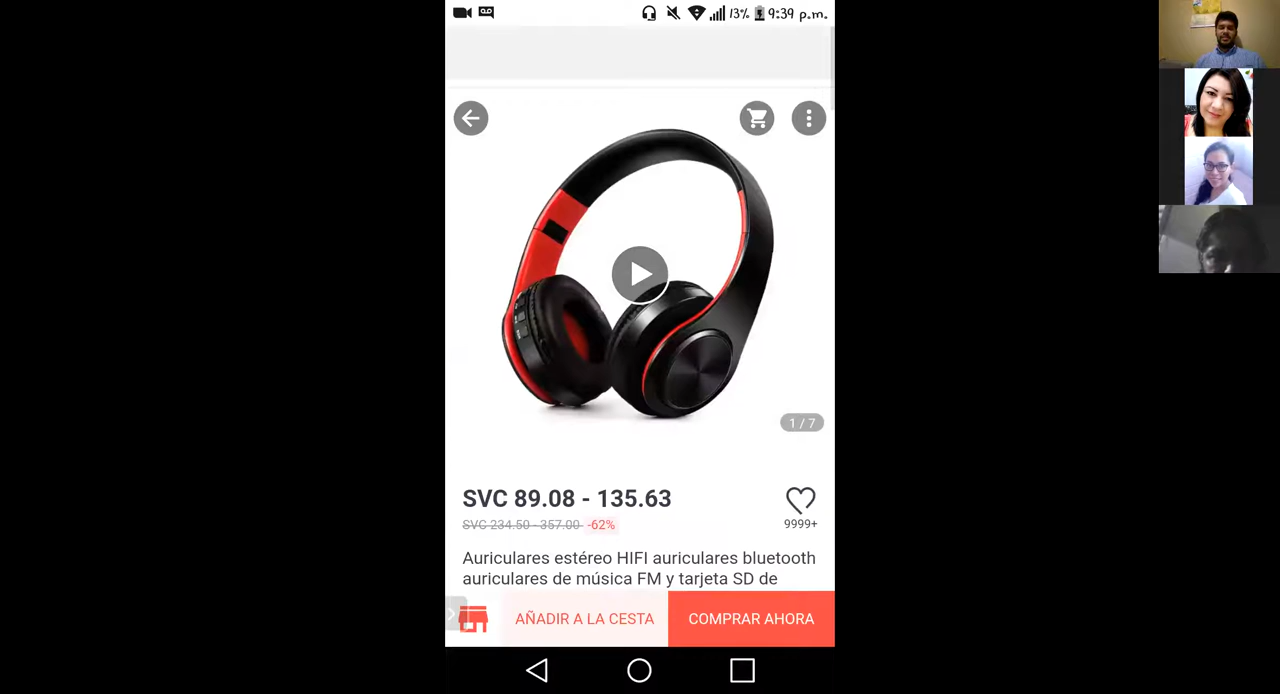 13% 9:39 p.m.
1 / 7
SVC 89.08 - 135.63
SVC 234.50 - 357.00 -62%
9999+
Auriculares estéreo HIFI auriculares bluetooth
auriculares de música FM y tarjeta SD de
AÑADIR A LA CESTA
COMPRAR AHORA